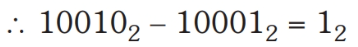 ∴ 10010₂ – 10001₂ = 1₂